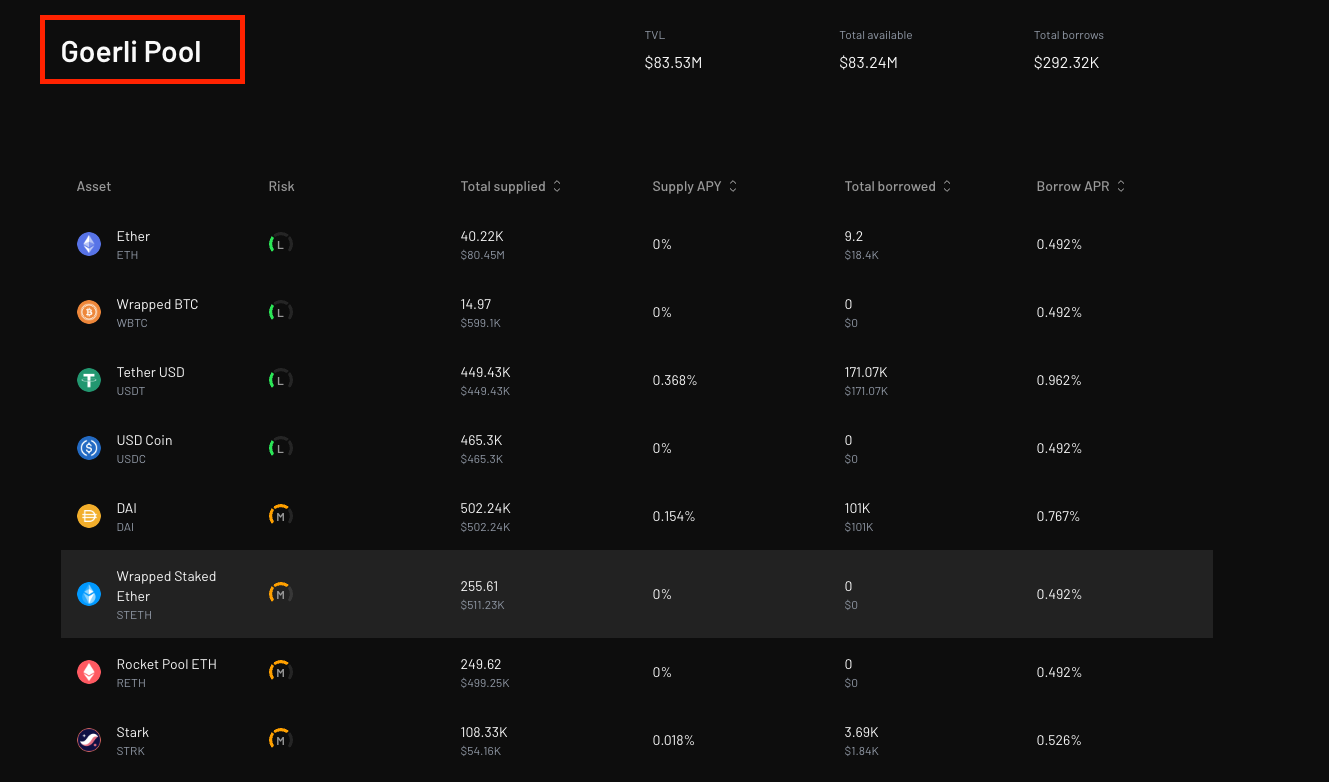 Goerli Pool
TVL
$83.53M
Total available
$83.24M
Total borrows
$292.32K
Asset Risk Total supplied Supply APY Total borrowed Borrow APR
Ether
ETH
L
40.22K
$80.45M
0%
9.2
$18.4K
0.492%
Wrapped BTC
WBTC
L
14.97
$599.1K
0%
0
$0
0.492%
Tether USD
USDT
L
449.43K
$449.43K
0.368%
171.07K
$171.07K
0.962%
USD Coin
USDC
L
465.3K
$465.3K
0%
0
$0
0.492%
DAI
DAI
M
502.24K
$502.24K
0.154%
101K
$101K
0.767%
Wrapped Staked
Ether
STETH
M
255.61
$511.23K
0%
0
$0
0.492%
Rocket Pool ETH
RETH
M
249.62
$499.25K
0%
0
$0
0.492%
Stark
STRK
M
108.33K
$54.16K
0.018%
3.69K
$1.84K
0.526%